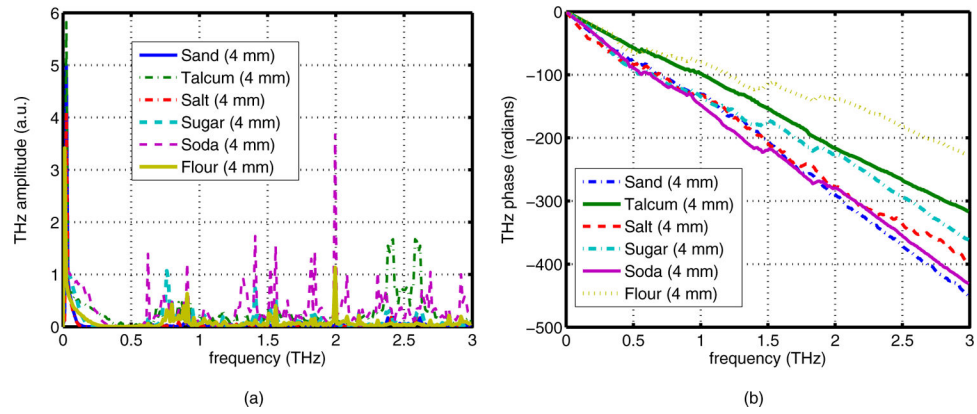 6
5
4
3
2
1
0
0 0.5 1 1.5 2 2.5 3
THz amplitude (a.u.)
frequency (THz)
Sand (4 mm)
Talcum (4 mm)
Salt (4 mm)
Sugar (4 mm)
Soda (4 mm)
Flour (4 mm)
(a)
0
−100
−200
−300
−400
−500
0 0.5 1 1.5 2 2.5 3
THz phase (radians)
frequency (THz)
Sand (4 mm)
Talcum (4 mm)
Salt (4 mm)
Sugar (4 mm)
Soda (4 mm)
Flour (4 mm)
(b)